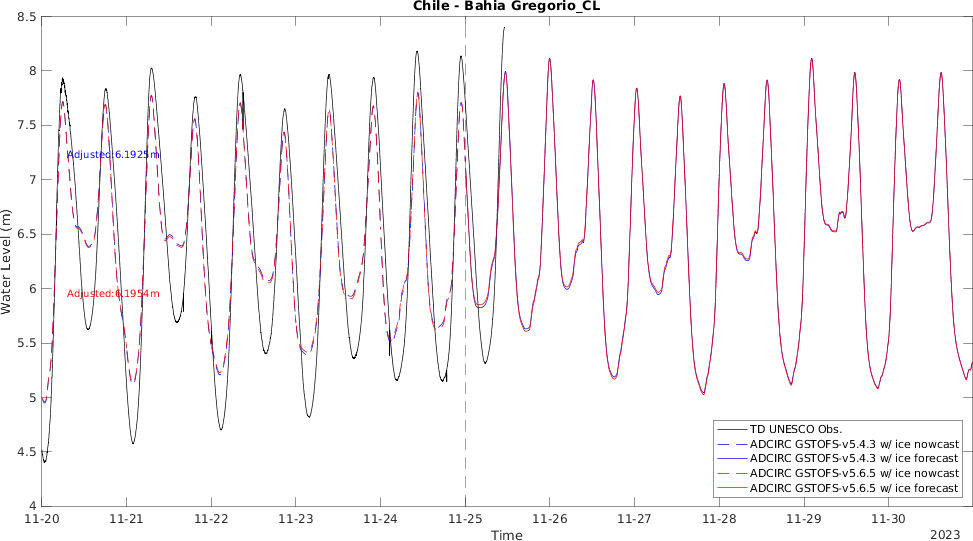 Chile - Bahia Gregorio_CL
8.5
8
7.5
7
6.5
6
5.5
5
4.5
4
Water Level (m)
Adjusted:6.1925m
Adjusted:6.1954m
TD UNESCO Obs.
ADCIRC GSTOFS-v5.4.3 w/ ice nowcast
ADCIRC GSTOFS-v5.4.3 w/ ice forecast
ADCIRC GSTOFS-v5.6.5 w/ ice nowcast
ADCIRC GSTOFS-v5.6.5 w/ ice forecast
11-20 11-21 11-22 11-23 11-24 11-25 11-26 11-27 11-28 11-29 11-30
Time
2023